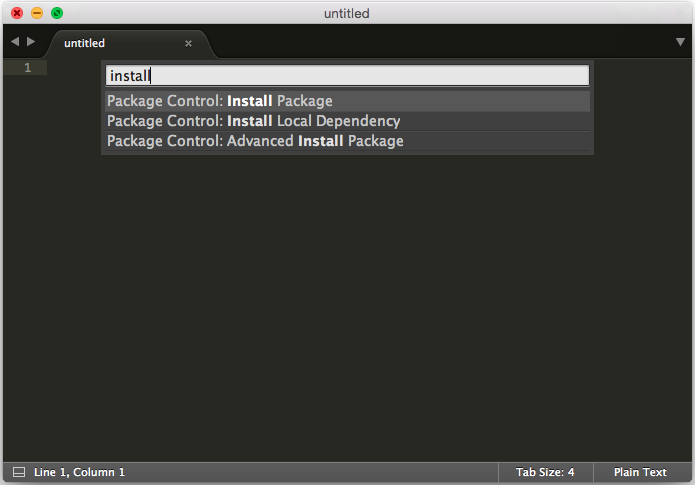 untitled
untitled
install
1
Package Control: Install Package
Package Control: Install Local Dependency
Package Control: Advanced Install Package
Line 1, Column 1
Tab Size: 4
Plain Text